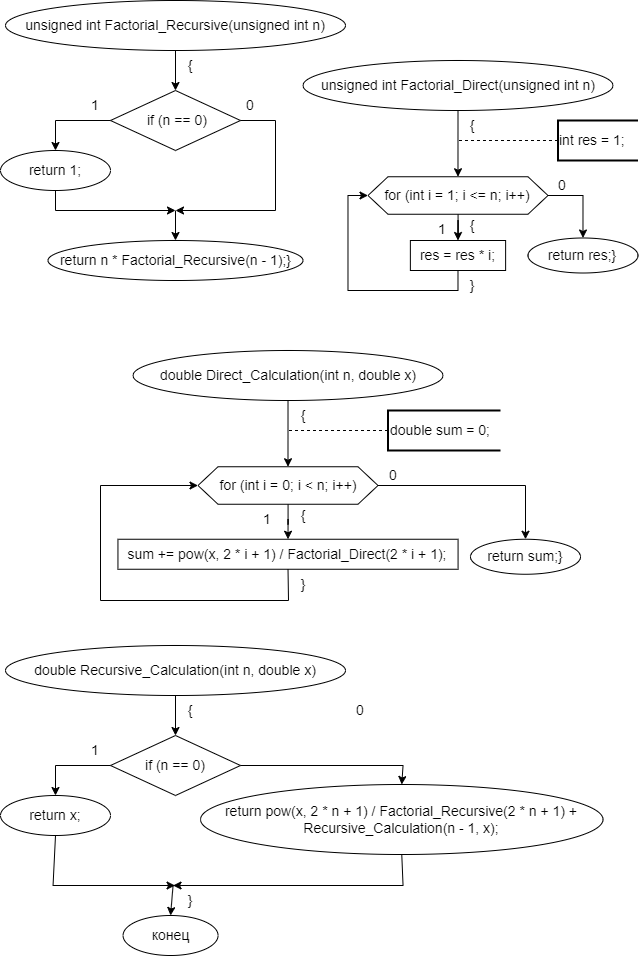 unsigned int Factorial_Recursive(unsigned int n)
{
1
if (n == 0)
0
return 1;
return n * Factorial_Recursive(n - 1);}
unsigned int Factorial_Direct(unsigned int n)
{
int res = 1;
for (int i = 1; i <= n; i++)
0
1
{
res = res * i;
return res;}
}
double Direct_Calculation(int n, double x)
{
double sum = 0;
for (int i = 0; i < n; i++)
0
1
{
sum += pow(x, 2 * i + 1) / Factorial_Direct(2 * i + 1);
return sum;}
}
double Recursive_Calculation(int n, double x)
{
0
1
if (n == 0)
return x;
return pow(x, 2 * n + 1) / Factorial_Recursive(2 * n + 1) +
Recursive_Calculation(n - 1, x);
}
конец